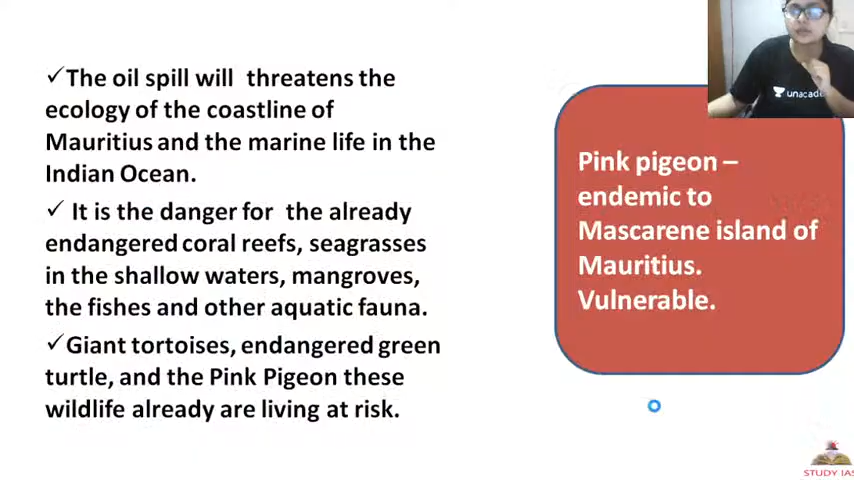 ✓The oil spill will threatens the
ecology of the coastline of
Mauritius and the marine life in the
Indian Ocean.
✓ It is the danger for the already
endangered coral reefs, seagrasses
in the shallow waters, mangroves,
the fishes and other aquatic fauna.
✓Giant tortoises, endangered green
turtle, and the Pink Pigeon these
wildlife already are living at risk.
unacade
Pink pigeon –
endemic to
Mascarene island of
Mauritius.
Vulnerable.
STUDY IAS